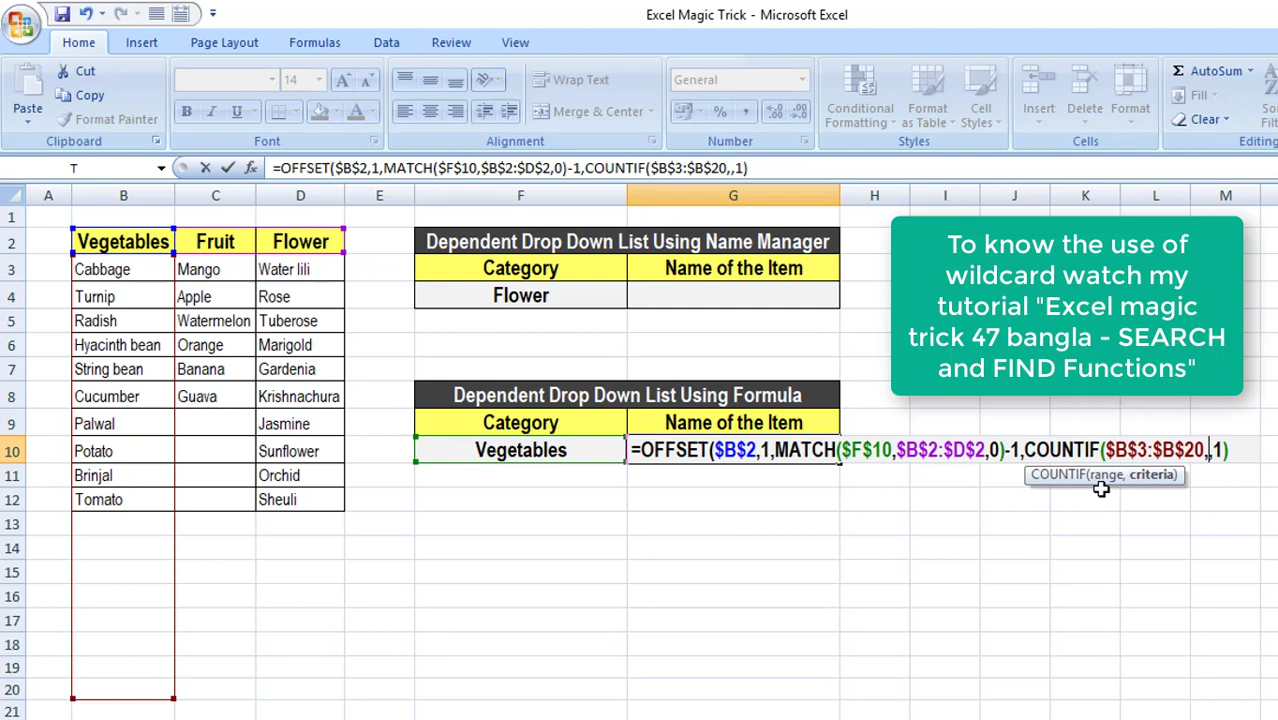 Excel Magic Trick - Microsoft Excel
Home Insert Page Layout Formulas Data Review View
Paste
Cut
Copy
Format Painter
Clipboard
14
A A
B I U
A
Font
Wrap Text
Merge & Center
Alignment
General
% ,
Number
Conditional Formatting
Format as Table
Cell Styles
Styles
Insert Delete Format
Cells
Σ AutoSum
Fill
Clear
Editing
T
fx
=OFFSET($B$2,1,MATCH($F$10,$B$2:$D$2,0)-1,COUNTIF($B$3:$B$20,,1)
A B C D E F G H I J K L M
1
2 Vegetables Fruit Flower Dependent Drop Down List Using Name Manager
3 Cabbage Mango Water lili Category Name of the Item
4 Turnip Apple Rose Flower
5 Radish Watermelon Tuberose
6 Hyacinth bean Orange Marigold
7 String bean Banana Gardenia
8 Cucumber Guava Krishnachura Dependent Drop Down List Using Formula
9 Palwal Jasmine Category Name of the Item
10 Potato Sunflower Vegetables =OFFSET($B$2,1,MATCH($F$10,$B$2:$D$2,0)-1,COUNTIF($B$3:$B$20,,1)
11 Brinjal Orchid COUNTIF(range, criteria)
12 Tomato Sheuli
13
14
15
16
17
18
19
20
21
To know the use of
wildcard watch my
tutorial "Excel magic
trick 47 bangla - SEARCH
and FIND Functions"